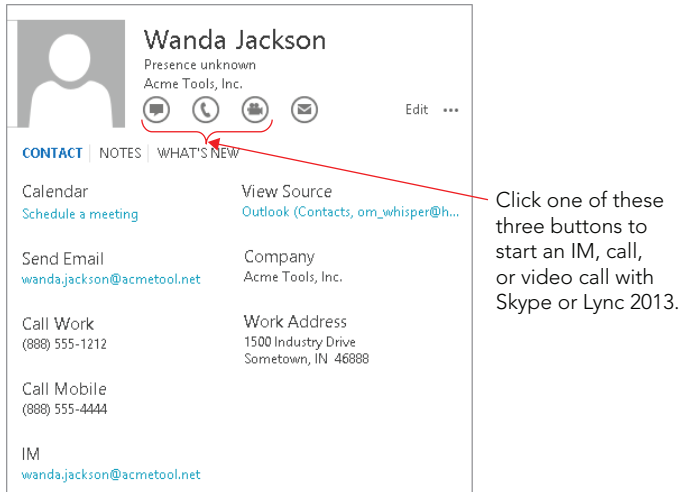 Wanda Jackson
Presence unknown
Acme Tools, Inc.
Edit
CONTACT NOTES WHAT'S NEW
Calendar
Schedule a meeting
View Source
Outlook (Contacts, om_whisper@h...
Send Email
wanda.jackson@acmetool.net
Company
Acme Tools, Inc.
Call Work
(888) 555-1212
Work Address
1500 Industry Drive
Sometown, IN 46888
Call Mobile
(888) 555-4444
IM
wanda.jackson@acmetool.net
Click one of these
three buttons to
start an IM, call,
or video call with
Skype or Lync 2013.